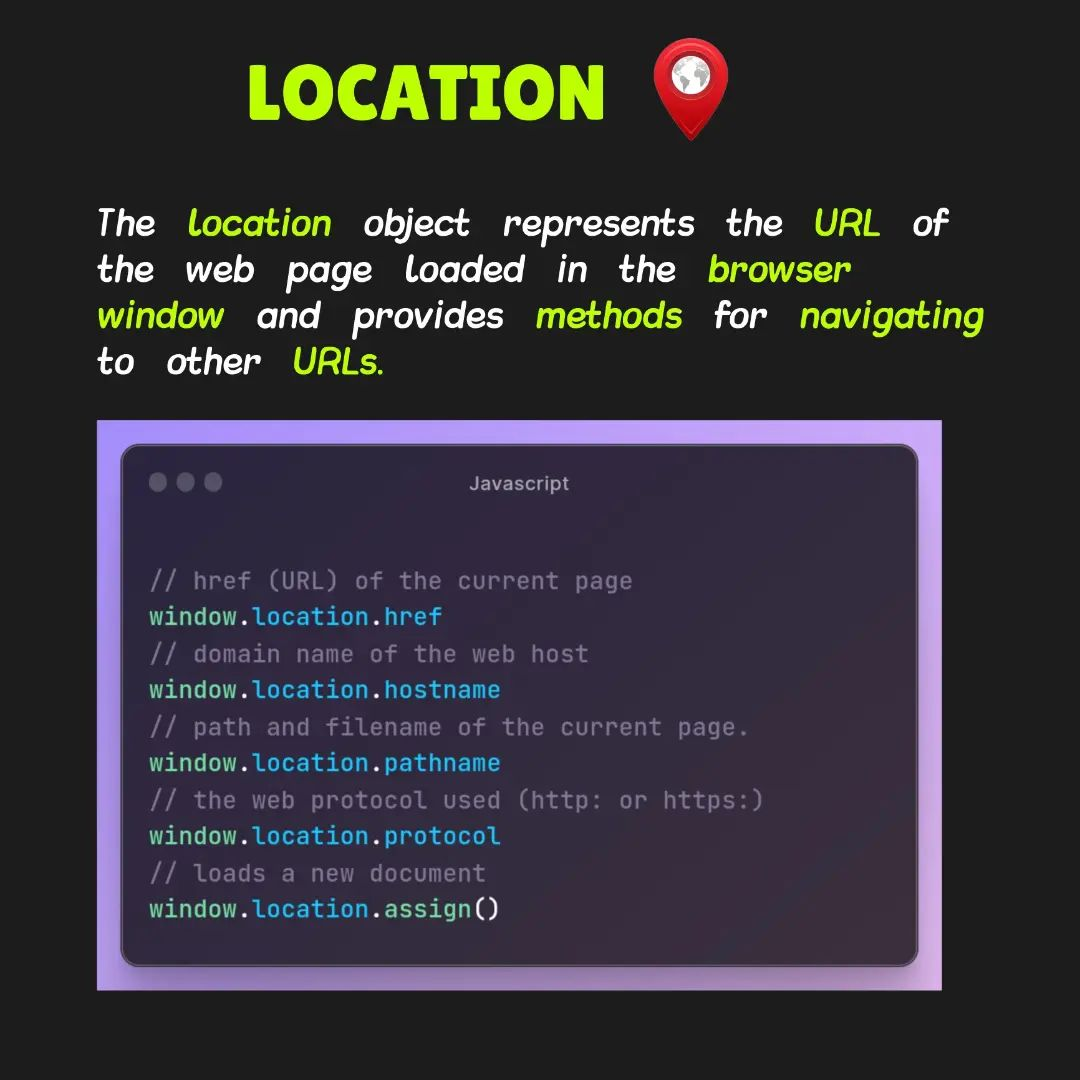 LOCATION
The location object represents the URL of
the web page loaded in the browser
window and provides methods for navigating
to other URLs.
Javascript
// href (URL) of the current page
window.location.href
// domain name of the web host
window.location.hostname
// path and filename of the current page.
window.location.pathname
// the web protocol used (http: or https:)
window.location.protocol
// loads a new document
window.location.assign()